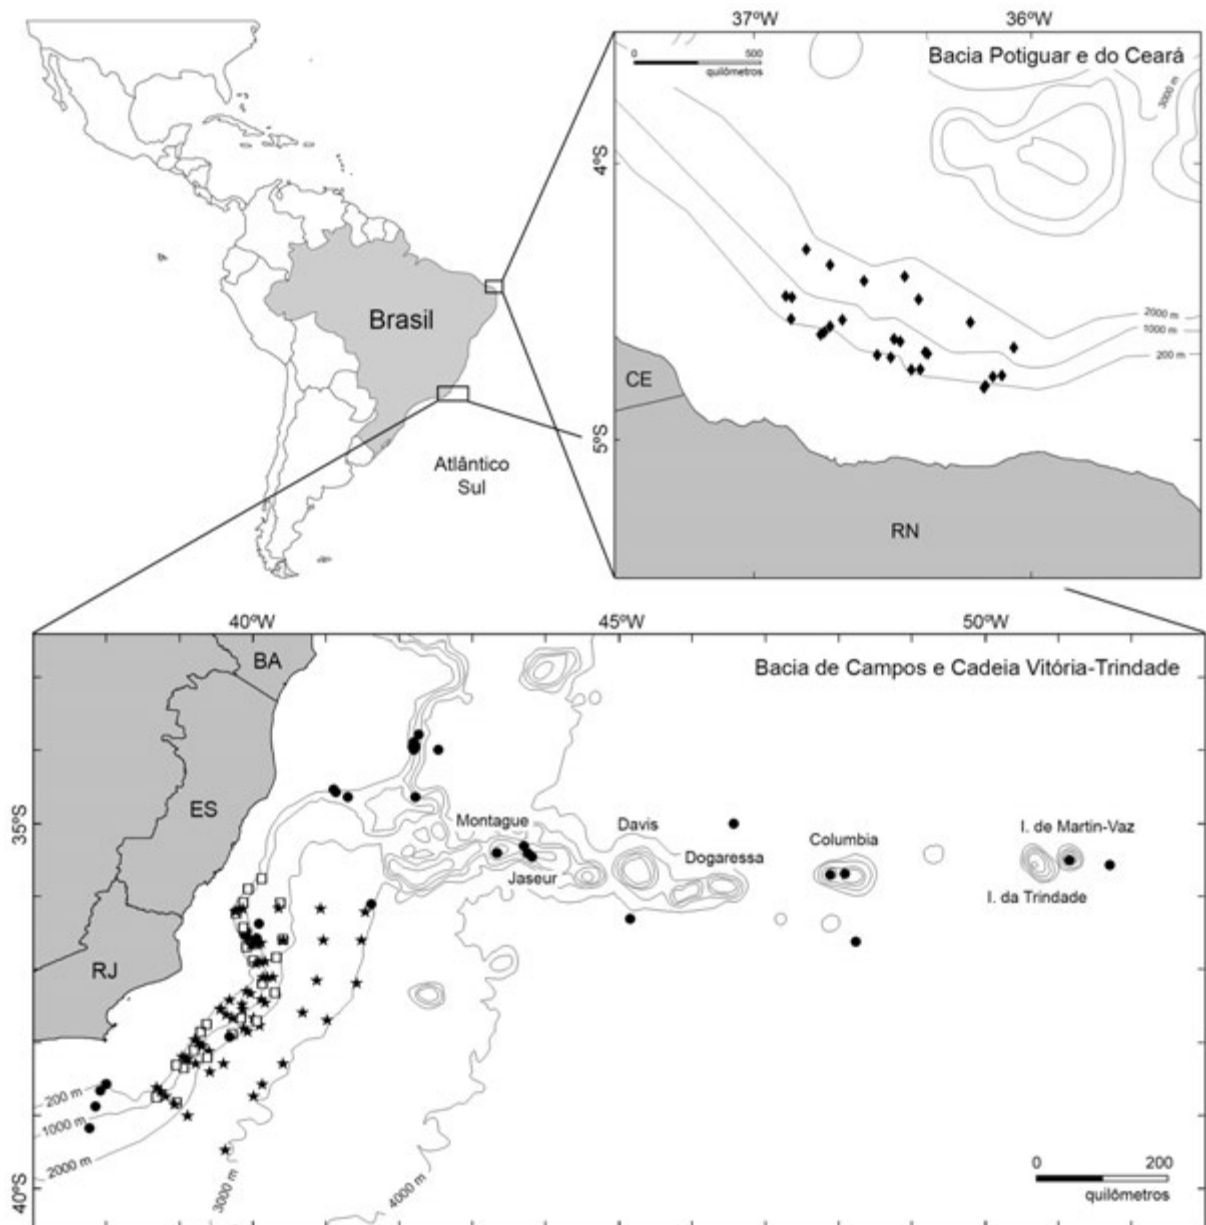 37ºW
36ºW
0
500
quilômetros
Bacia Potiguar e do Ceará
3000 m
4ºS
Brasil
2000 m
1000 m
200 m
CE
5ºS
Atlântico
Sul
RN
40ºW
45ºW
50ºW
BA
Bacia de Campos e Cadeia Vitória-Trindade
ES
35ºS
Montague
Davis
Columbia
I. de Martin-Vaz
Dogaressa
Jaseur
I. da Trindade
RJ
200 m
1000 m
2000 m
3000 m
4000 m
40ºS
0
200
quilômetros